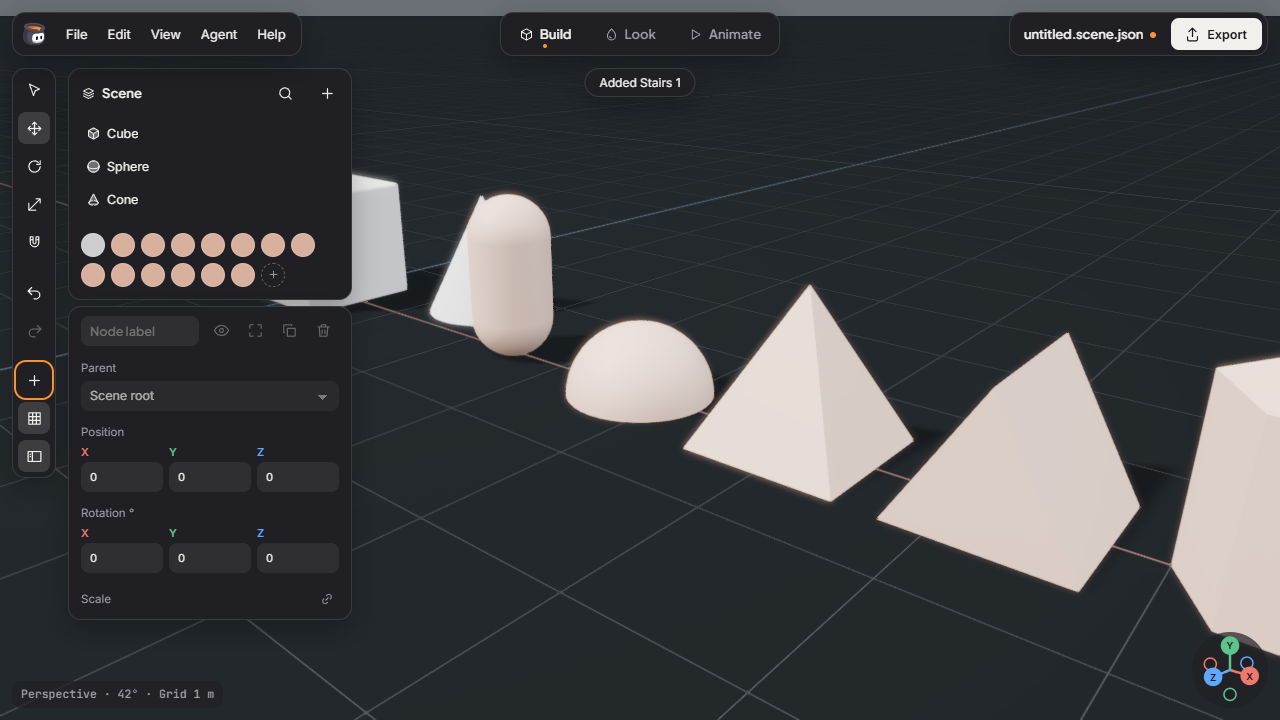 File Edit View Agent Help
Build Look Animate
untitled.scene.json Export
Added Stairs 1
Scene
Cube
Sphere
Cone
Node label
Parent
Scene root
Position
X Y Z
0 0 0
Rotation °
X Y Z
0 0 0
Scale
Perspective · 42° · Grid 1 m
Y
Z X